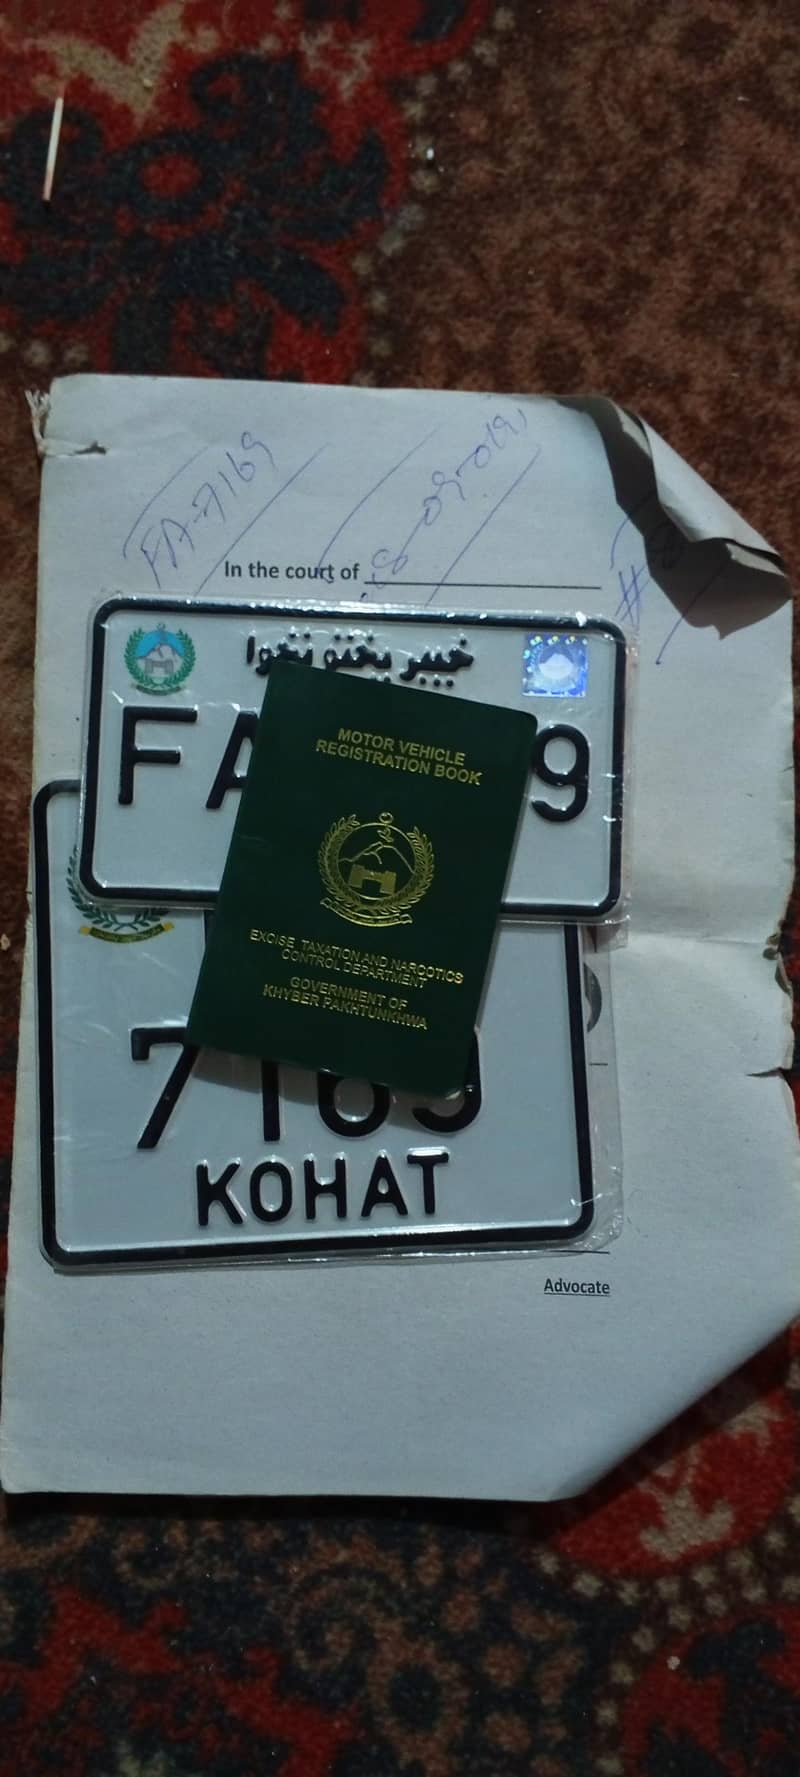 FA-7169
In the court of
خیبر پختونخوا
FA 9
MOTOR VEHICLE
REGISTRATION BOOK
EXCISE, TAXATION AND NARCOTICS
CONTROL DEPARTMENT
GOVERNMENT OF
KHYBER PAKHTUNKHWA
7169
KOHAT
Advocate